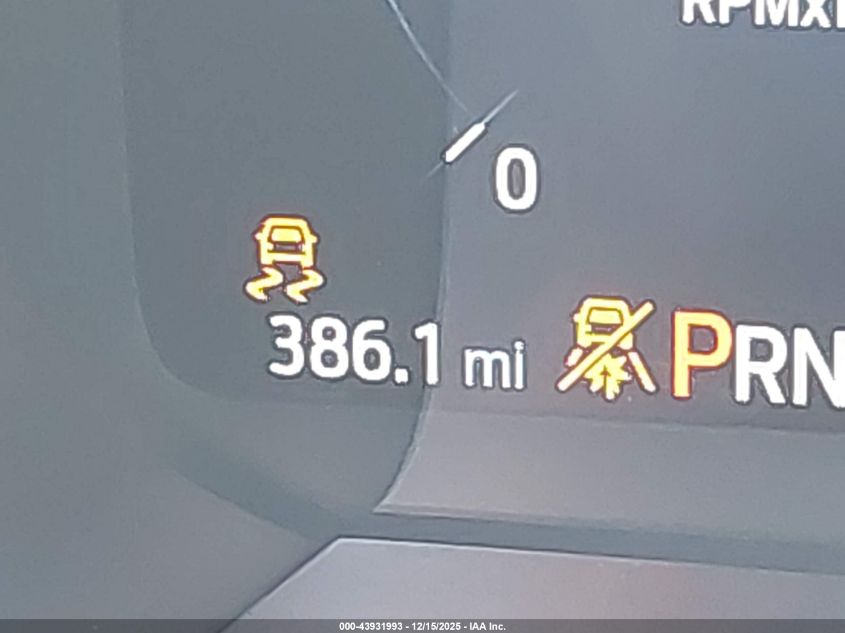 RPMx
0
386.1 mi
PRN
000-43931993 - 12/15/2025 - IAA Inc.